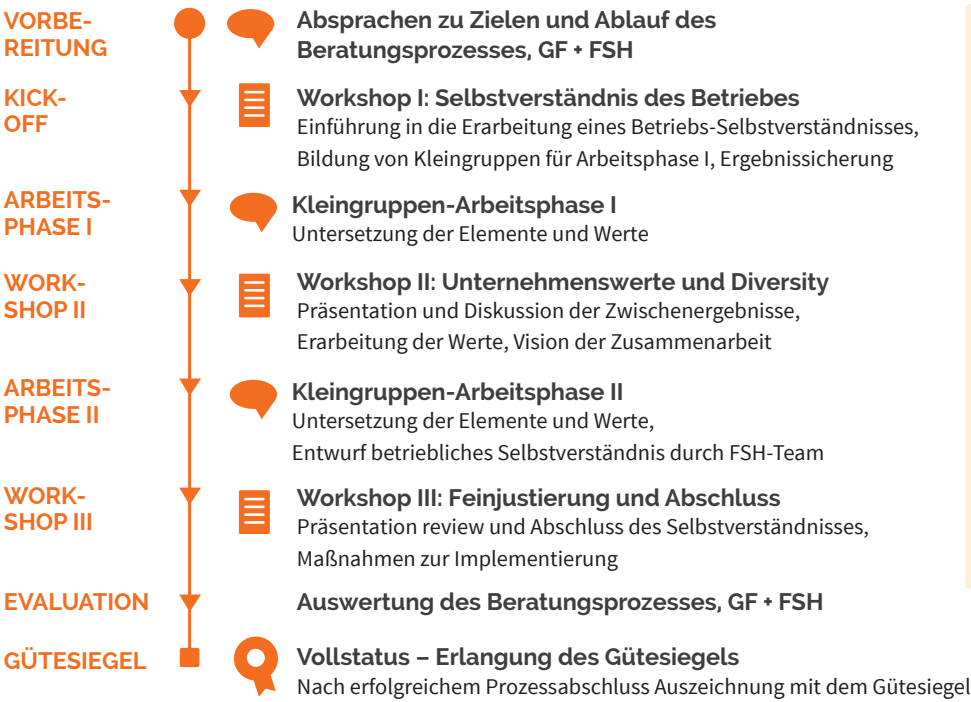 VORBE-
REITUNG
Absprachen zu Zielen und Ablauf des
Beratungsprozesses, GF + FSH
KICK-
OFF
Workshop I: Selbstverständnis des Betriebes
Einführung in die Erarbeitung eines Betriebs-Selbstverständnisses,
Bildung von Kleingruppen für Arbeitsphase I, Ergebnissicherung
ARBEITS-
PHASE I
Kleingruppen-Arbeitsphase I
Untersetzung der Elemente und Werte
WORK-
SHOP II
Workshop II: Unternehmenswerte und Diversity
Präsentation und Diskussion der Zwischenergebnisse,
Erarbeitung der Werte, Vision der Zusammenarbeit
ARBEITS-
PHASE II
Kleingruppen-Arbeitsphase II
Untersetzung der Elemente und Werte,
Entwurf betriebliches Selbstverständnis durch FSH-Team
WORK-
SHOP III
Workshop III: Feinjustierung und Abschluss
Präsentation review und Abschluss des Selbstverständnisses,
Maßnahmen zur Implementierung
EVALUATION
Auswertung des Beratungsprozesses, GF + FSH
GÜTESIEGEL
Vollstatus – Erlangung des Gütesiegels
Nach erfolgreichem Prozessabschluss Auszeichnung mit dem Gütesiegel